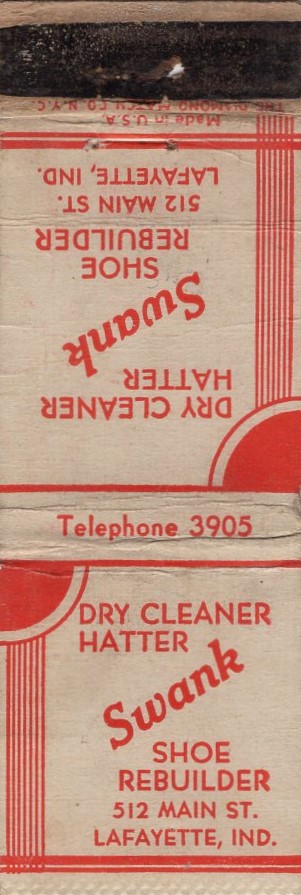 THE DIAMOND MATCH CO. N.Y.C.
Made in U.S.A.
DRY CLEANER
HATTER
Swank
SHOE
REBUILDER
512 MAIN ST.
LAFAYETTE, IND.
Telephone 3905
DRY CLEANER
HATTER
Swank
SHOE
REBUILDER
512 MAIN ST.
LAFAYETTE, IND.